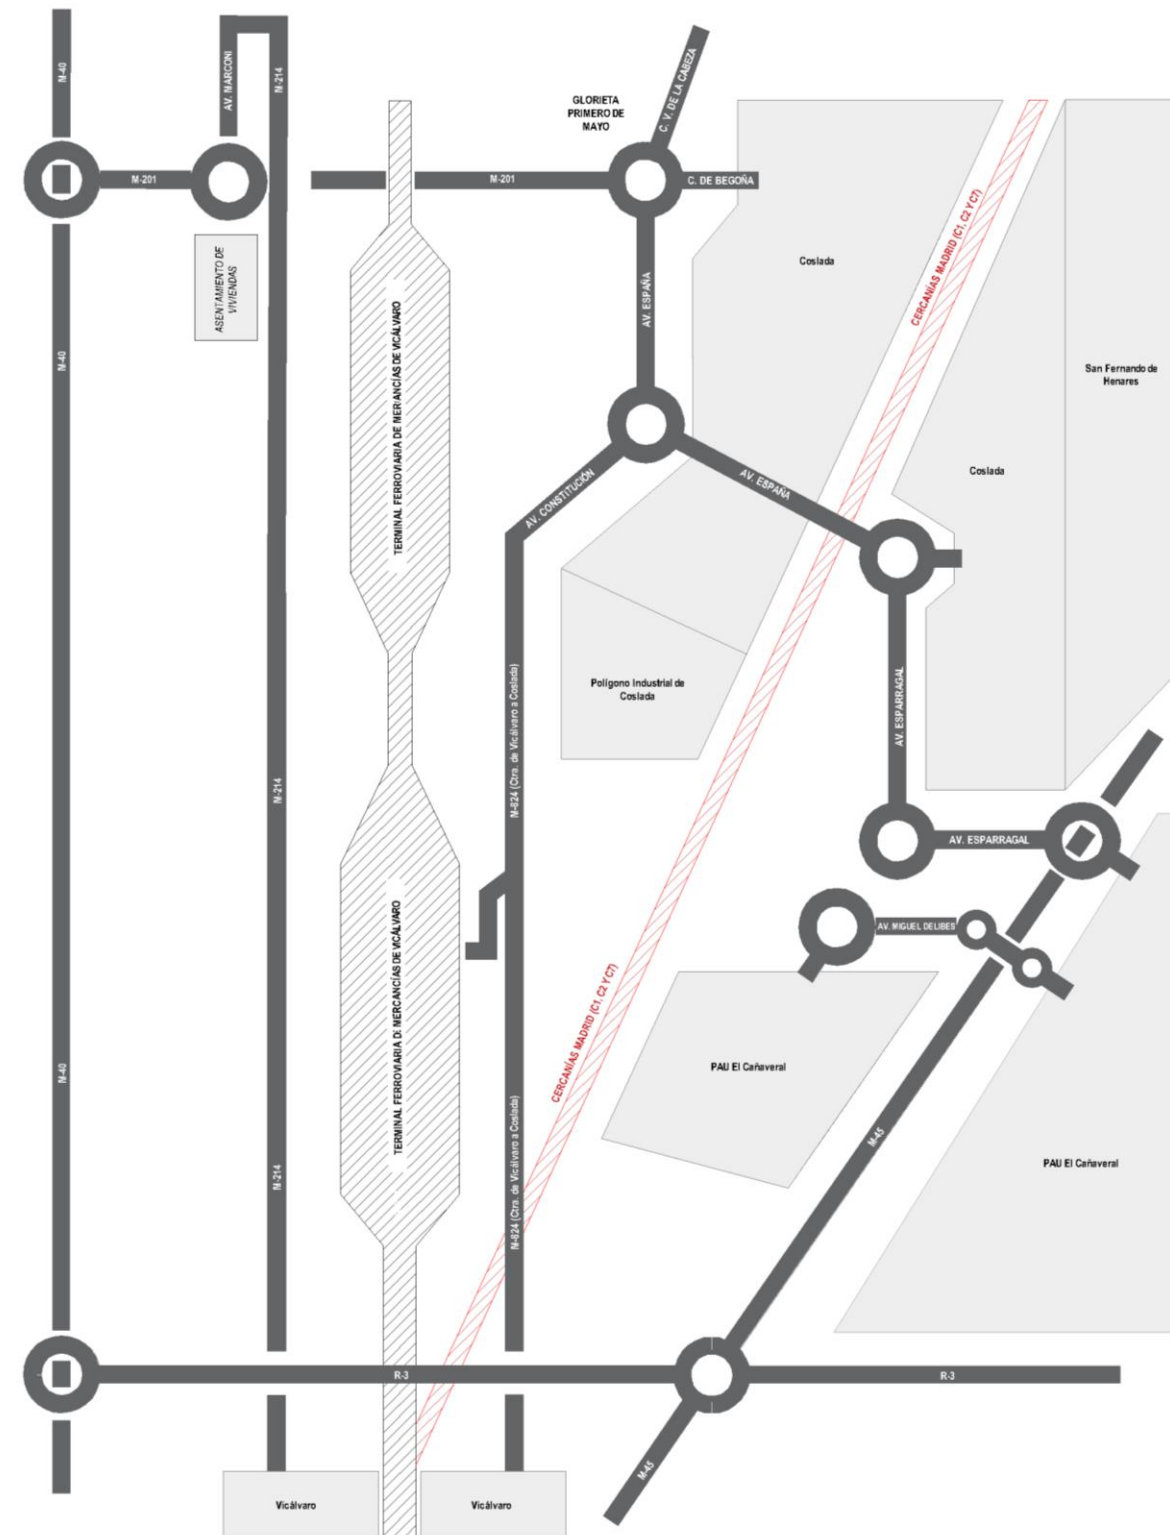 M-40
AV. MARCONI
M-214
C. V. DE LA CABEZA
GLORIETA
PRIMERO DE
MAYO
M-201
M-201
C. DE BEGOÑA
ASENTAMIENTO DE
VIVIENDAS
AV. ESPAÑA
Coslada
CERCANÍAS MADRID (C1, C2 Y C7)
M-40
TERMINAL FERROVIARIA DE MERCANCÍAS DE VICÁLVARO
San Fernando de
Henares
Coslada
AV. CONSTITUCIÓN
AV. ESPAÑA
Polígono Industrial de
Coslada
AV. ESPARRAGAL
M-214
M-824 (Ctra. de Vicálvaro a Coslada)
AV. ESPARRAGAL
AV. MIGUEL DELIBES
TERMINAL FERROVIARIA DE MERCANCÍAS DE VICÁLVARO
CERCANÍAS MADRID (C1, C2 Y C7)
M-40
PAU El Cañaveral
M-45
PAU El Cañaveral
M-214
M-824 (Ctra. de Vicálvaro a Coslada)
R-3
R-3
M-45
Vicálvaro
Vicálvaro